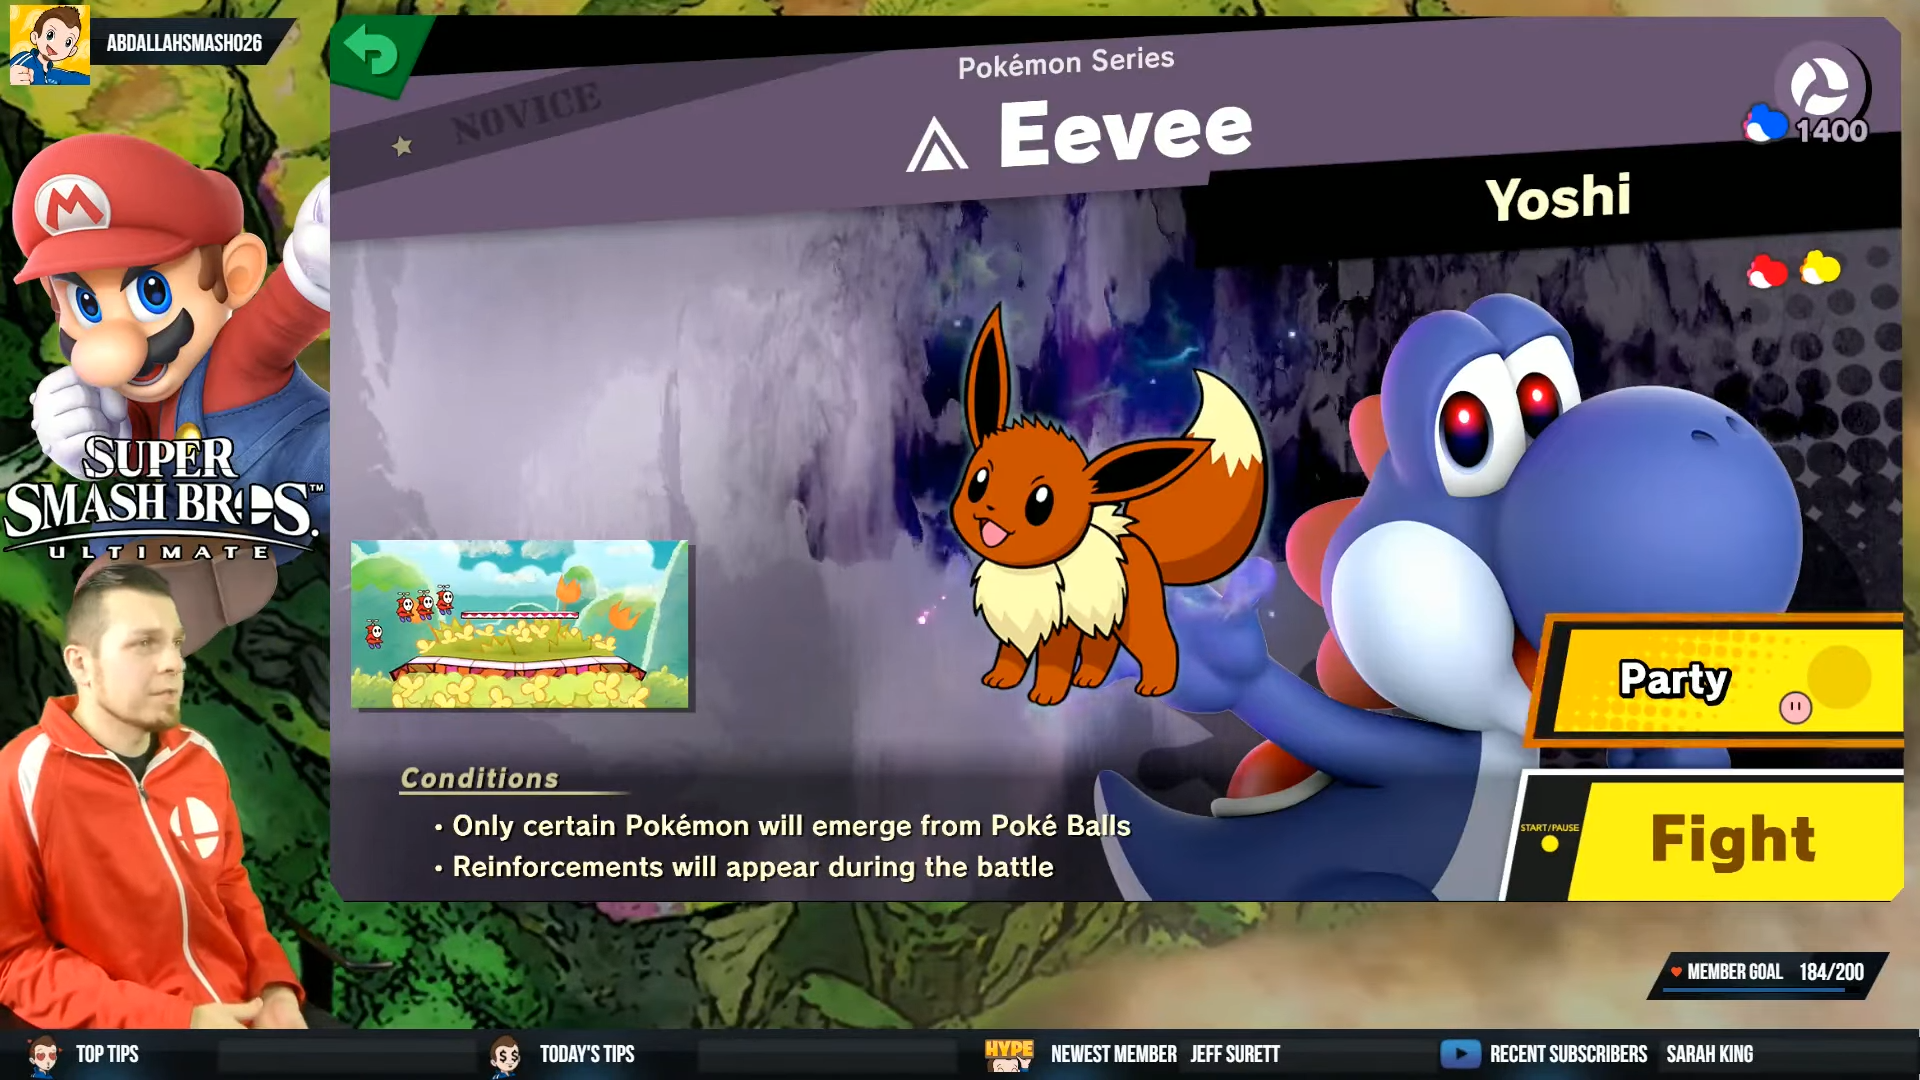 ABDALLAHSMASH026
Pokémon Series
NOVICE
Eevee
1400
Yoshi
M
SUPER
SMASH BROS.™
ULTIMATE
Party
Conditions
• Only certain Pokémon will emerge from Poké Balls
• Reinforcements will appear during the battle
START/PAUSE
Fight
MEMBER GOAL 184/200
TOP TIPS
TODAY'S TIPS
HYPE
NEWEST MEMBER JEFF SURETT
RECENT SUBSCRIBERS SARAH KING